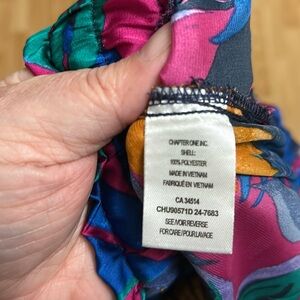 CHAPTER ONE INC.
SHELL:
100% POLYESTER
MADE IN VIETNAM
FABRIQUÉ EN VIETNAM
CA 34514
CHU90571D 24-7683
SEE/VOIR REVERSE
FOR CARE/POUR LAVAGE